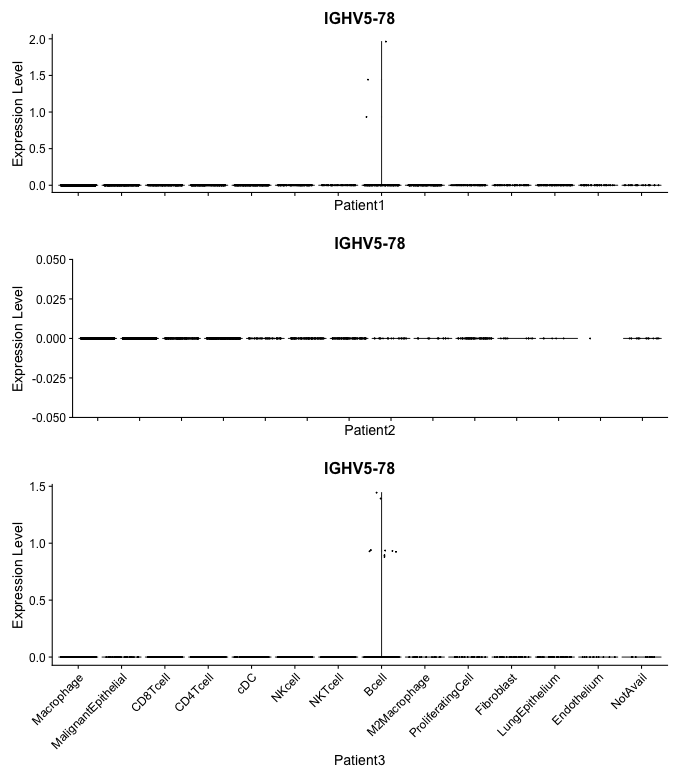 IGHV5-78
Expression Level
2.0
1.5
1.0
0.5
0.0
Patient1
IGHV5-78
Expression Level
0.050
0.025
0.000
-0.025
-0.050
Patient2
IGHV5-78
Expression Level
1.5
1.0
0.5
0.0
Macrophage
MalignantEpithelial
CD8Tcell
CD4Tcell
cDC
NKcell
NKTcell
Bcell
M2Macrophage
ProliferatingCell
Fibroblast
LungEpithelium
Endothelium
NotAvail
Patient3